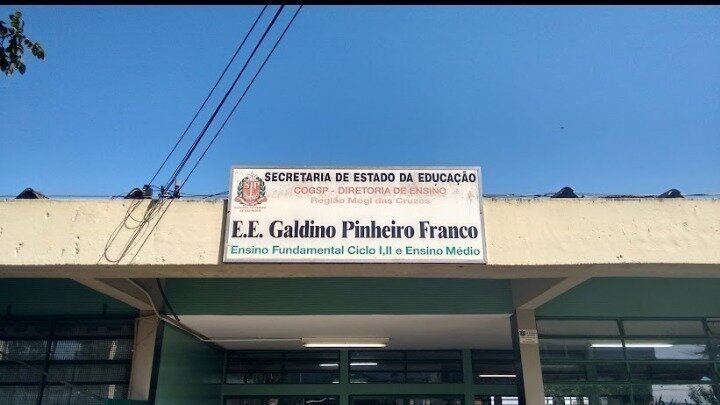 SECRETARIA DE ESTADO DA EDUCAÇÃO
COGSP - DIRETORIA DE ENSINO
Região Mogi das Cruzes
E.E. Galdino Pinheiro Franco
Ensino Fundamental Ciclo I,II e Ensino Médio